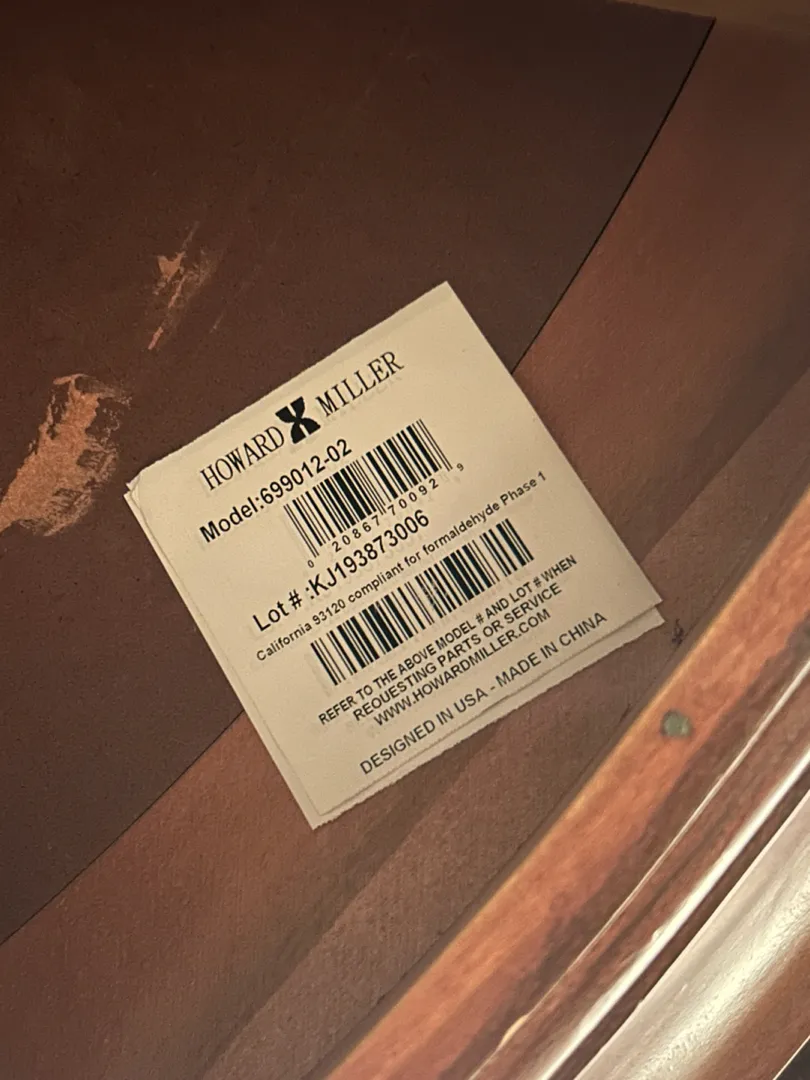 HOWARD MILLER
Model:699012-02
0 20867 70092 9
Lot # :KJ193873006
California 93120 compliant for formaldehyde Phase 1
REFER TO THE ABOVE MODEL # AND LOT # WHEN
REQUESTING PARTS OR SERVICE
WWW.HOWARDMILLER.COM
DESIGNED IN USA - MADE IN CHINA